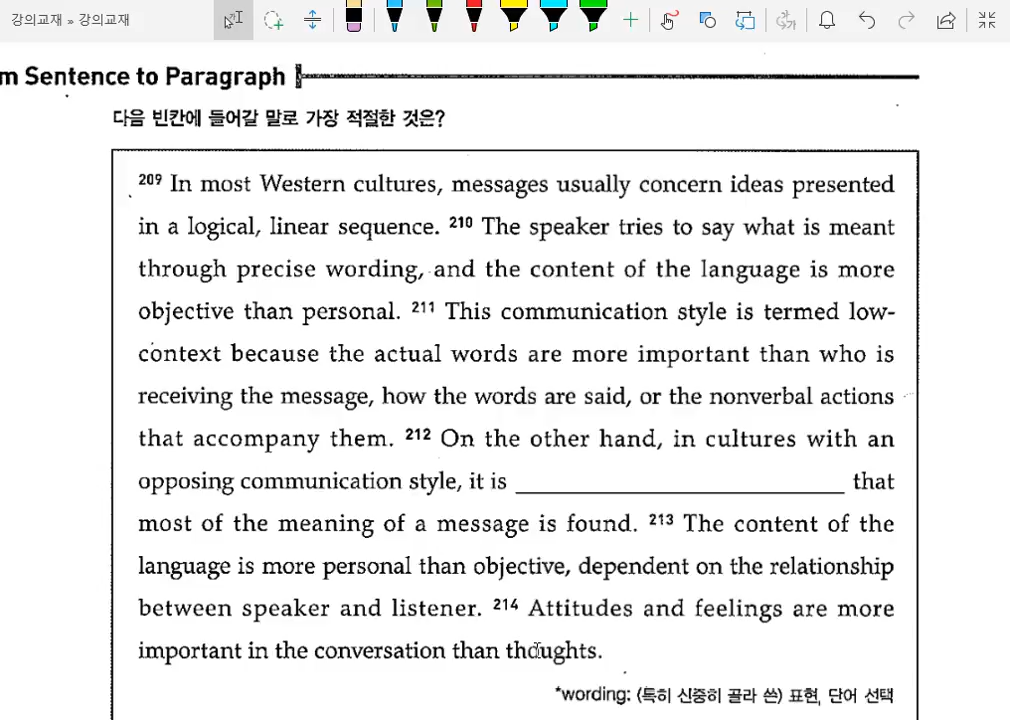 강의교재 » 강의교재
m Sentence to Paragraph
다음 빈칸에 들어갈 말로 가장 적절한 것은?
209 In most Western cultures, messages usually concern ideas presented
in a logical, linear sequence. 210 The speaker tries to say what is meant
through precise wording, and the content of the language is more
objective than personal. 211 This communication style is termed low-
context because the actual words are more important than who is
receiving the message, how the words are said, or the nonverbal actions
that accompany them. 212 On the other hand, in cultures with an
opposing communication style, it is ______________________ that
most of the meaning of a message is found. 213 The content of the
language is more personal than objective, dependent on the relationship
between speaker and listener. 214 Attitudes and feelings are more
important in the conversation than thoughts.
*wording: (특히 신중히 골라 쓴) 표현, 단어 선택